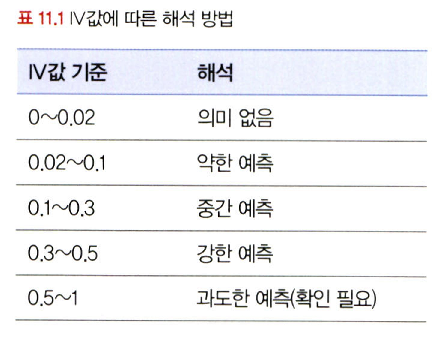 표 11.1 IV값에 따른 해석 방법
IV값 기준 해석
0~0.02 의미 없음
0.02~0.1 약한 예측
0.1~0.3 중간 예측
0.3~0.5 강한 예측
0.5~1 과도한 예측(확인 필요)